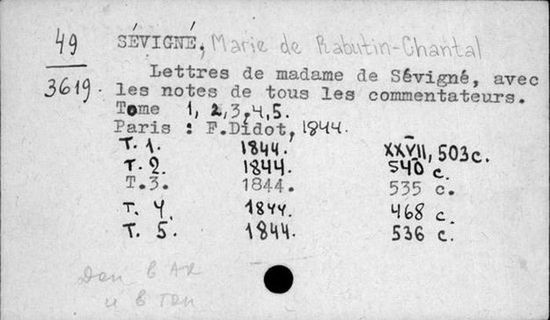 49
3619.
SÉVIGNÉ, Marie de Rabutin-Chantal
Lettres de madame de Sévigné, avec
les notes de tous les commentateurs.
Tome 1, 2, 3, 4, 5.
Paris : F.Didot, 1844.
T. 1. 1844. XXVII, 503 c.
T. 2. 1844. 540 c.
T. 3. 1844. 535 c.
T. 4. 1844. 468 c.
T. 5. 1844. 536 c.